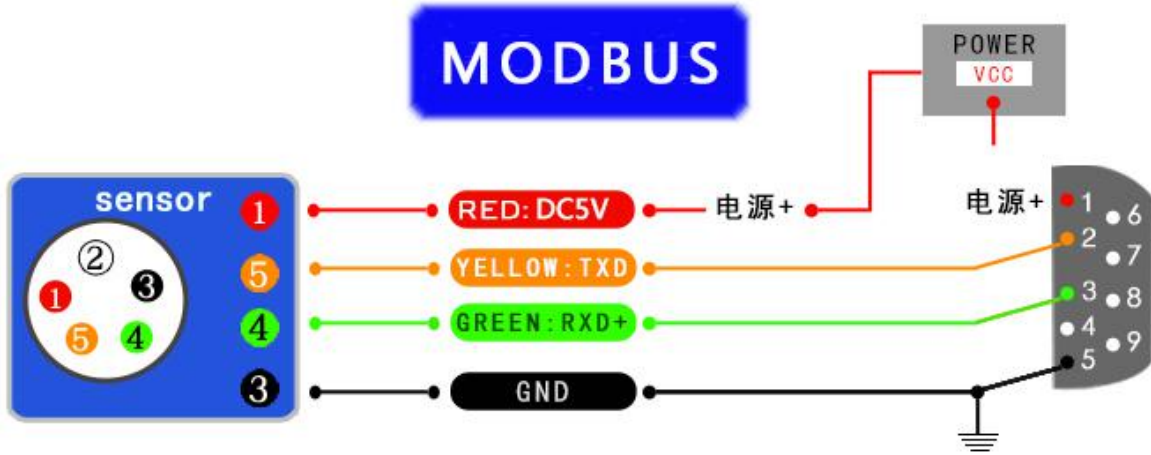 MODBUS
POWER
VCC
sensor
① RED:DC5V 电源+ 电源+ 1 6
② ⑤ YELLOW:TXD 2 7
① ③
⑤ ④ ④ GREEN:RXD+ 3 8
4 9
③ GND 5